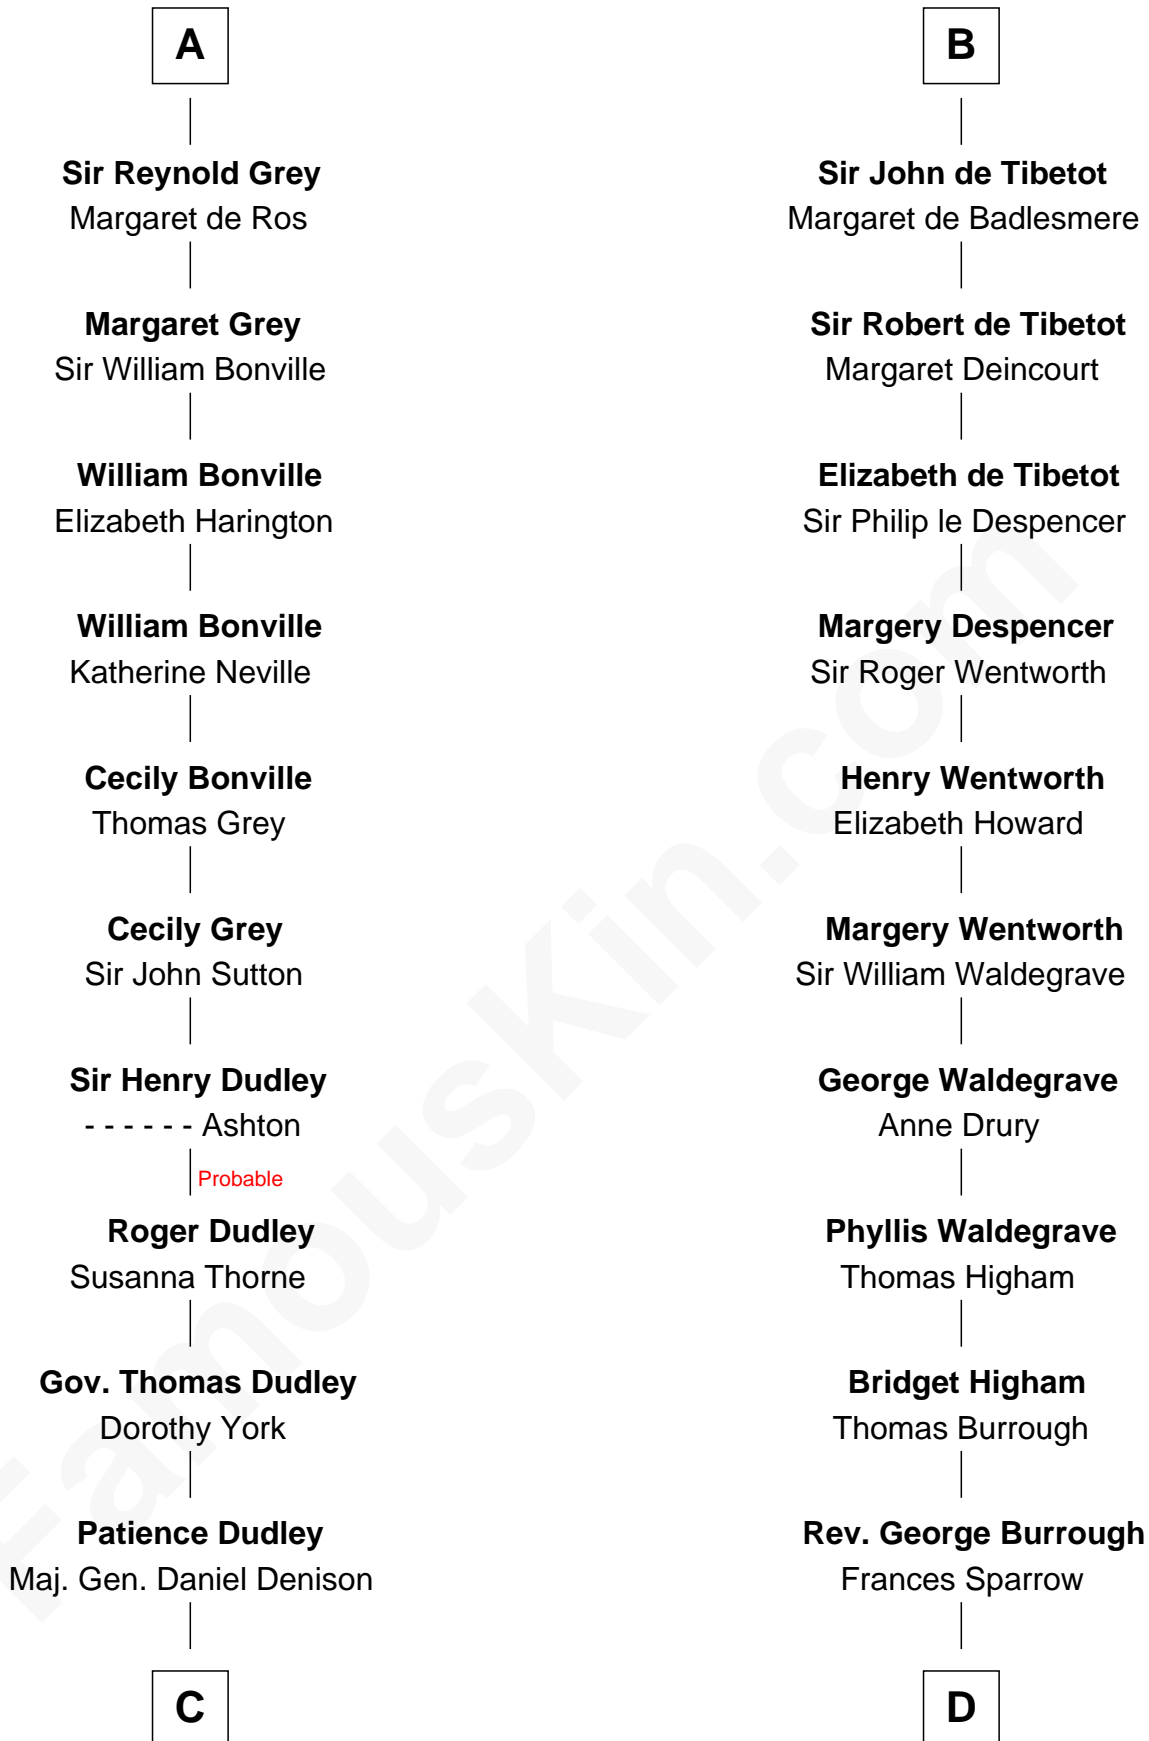 A
Sir Reynold Grey
Margaret de Ros
Margaret Grey
Sir William Bonville
William Bonville
Elizabeth Harington
William Bonville
Katherine Neville
Cecily Bonville
Thomas Grey
Cecily Grey
Sir John Sutton
Sir Henry Dudley
- - - - - - Ashton
Probable
Roger Dudley
Susanna Thorne
Gov. Thomas Dudley
Dorothy York
Patience Dudley
Maj. Gen. Daniel Denison
C
B
Sir John de Tibetot
Margaret de Badlesmere
Sir Robert de Tibetot
Margaret Deincourt
Elizabeth de Tibetot
Sir Philip le Despencer
Margery Despencer
Sir Roger Wentworth
Henry Wentworth
Elizabeth Howard
Margery Wentworth
Sir William Waldegrave
George Waldegrave
Anne Drury
Phyllis Waldegrave
Thomas Higham
Bridget Higham
Thomas Burrough
Rev. George Burrough
Frances Sparrow
D
FamousKin.com